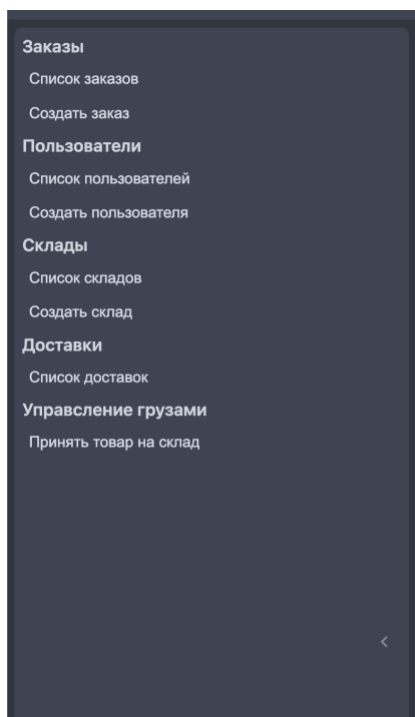 Заказы
Список заказов
Создать заказ
Пользователи
Список пользователей
Создать пользователя
Склады
Список складов
Создать склад
Доставки
Список доставок
Управсление грузами
Принять товар на склад